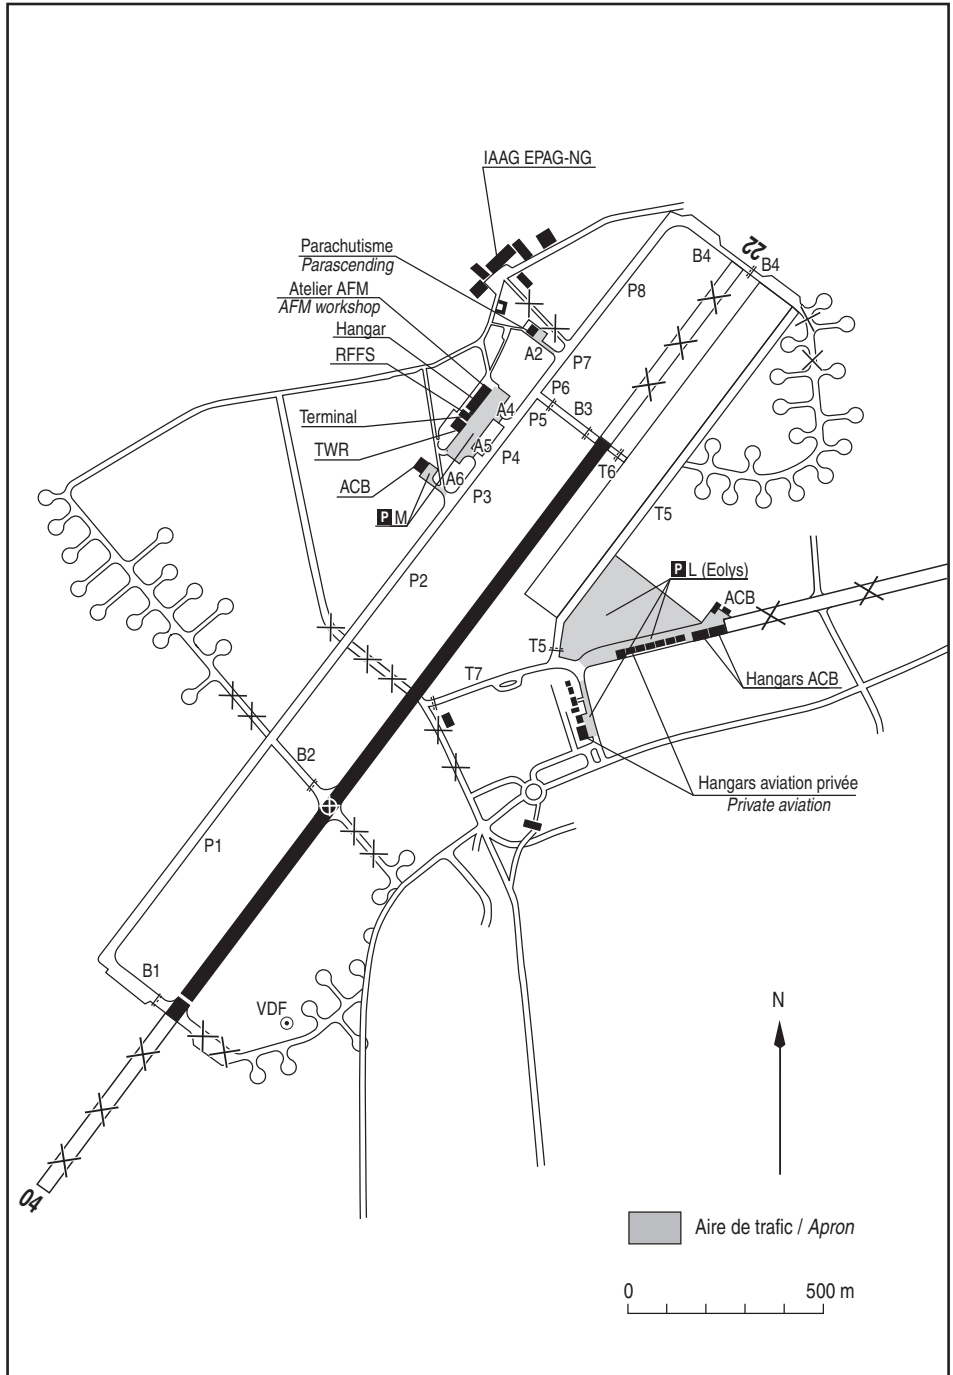 IAAG EPAG-NG
Parachutisme
Parascending
Atelier AFM
AFM workshop
Hangar
RFFS
Terminal
TWR
ACB
P M
22
B4
B4
P8
A2
P7
P6
A4
P5
B3
A5
P4
T6
A6
P3
T5
P2
P L (Eolys)
ACB
T5
T7
Hangars ACB
B2
Hangars aviation privée
Private aviation
P1
B1
VDF
N
04
Aire de trafic / Apron
0 500 m